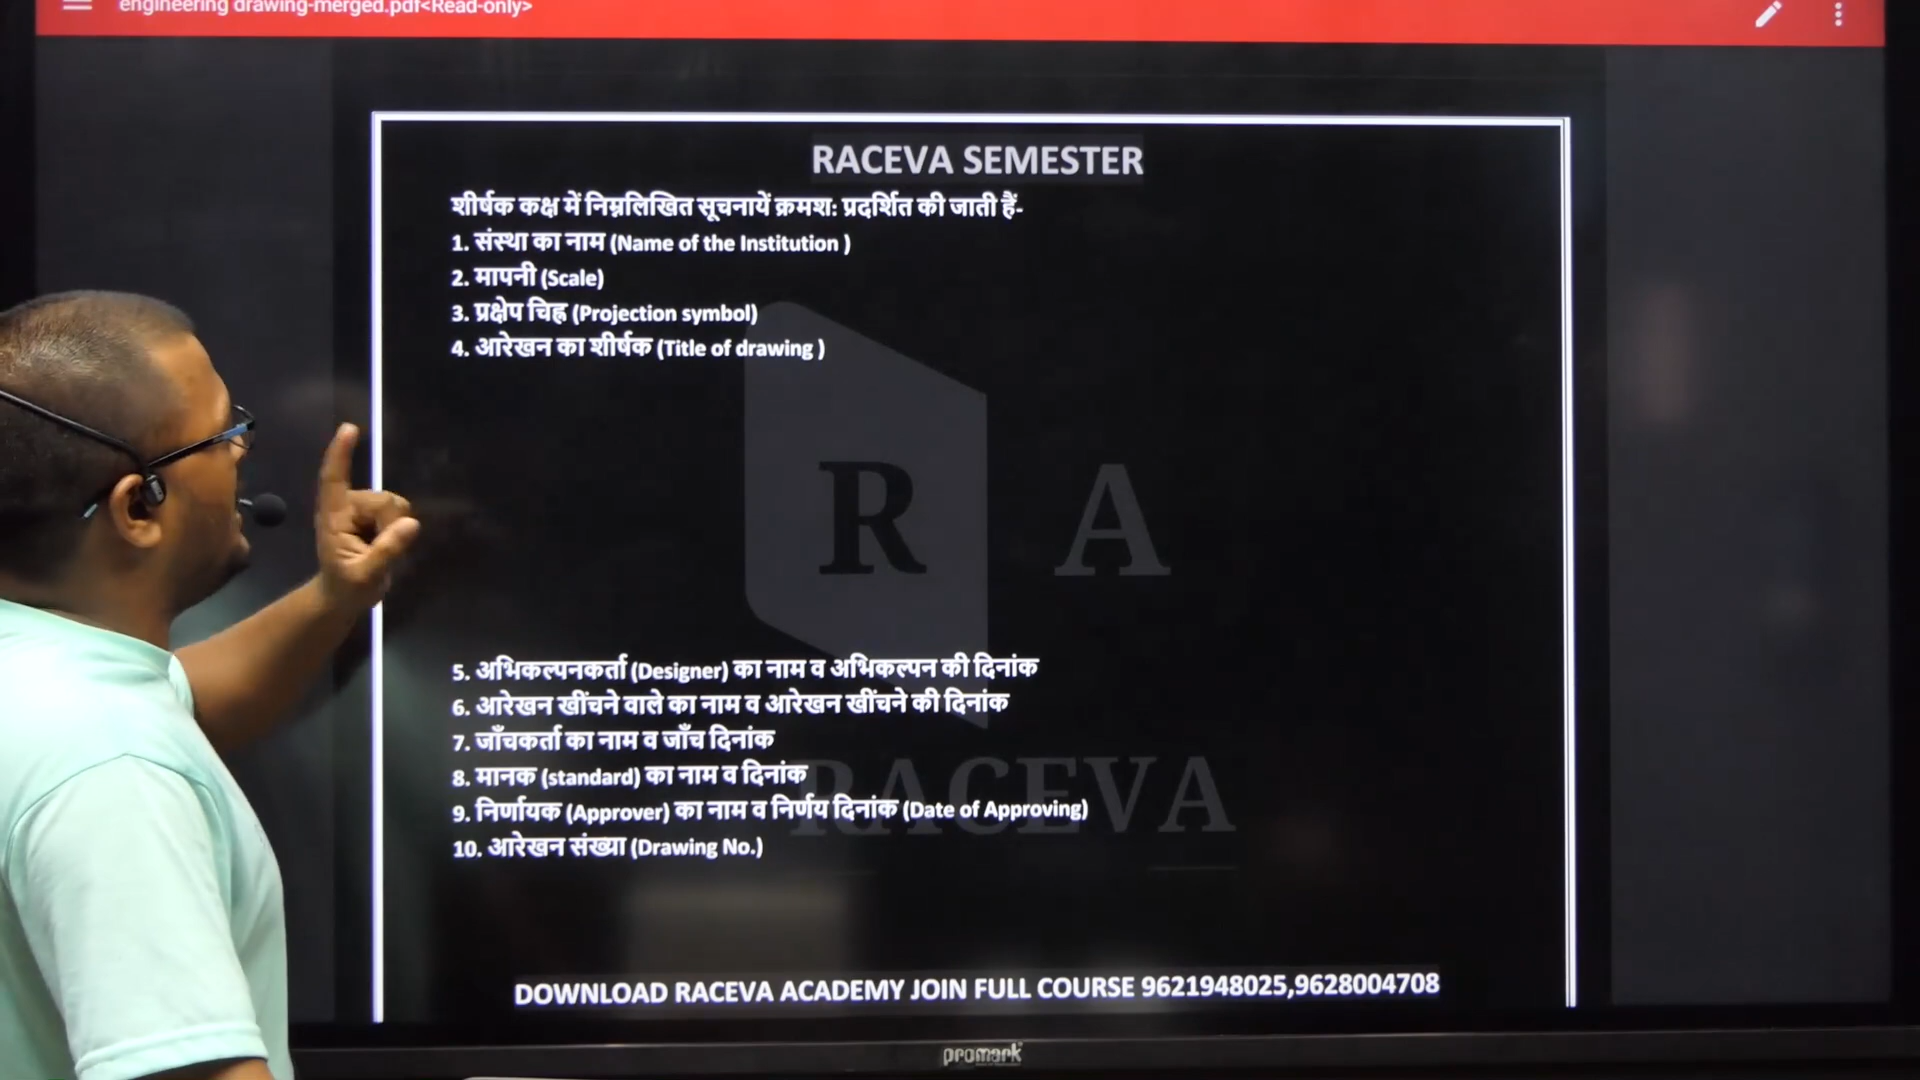 engineering drawing-merged.pdf<Read-only>
RACEVA SEMESTER
शीर्षक कक्ष में निम्नलिखित सूचनायें क्रमश: प्रदर्शित की जाती हैं-
1. संस्था का नाम (Name of the Institution )
2. मापनी (Scale)
3. प्रक्षेप चिह्न (Projection symbol)
4. आरेखन का शीर्षक (Title of drawing )
R A
5. अभिकल्पनकर्ता (Designer) का नाम व अभिकल्पन की दिनांक
6. आरेखन खींचने वाले का नाम व आरेखन खींचने की दिनांक
7. जाँचकर्ता का नाम व जाँच दिनांक
8. मानक (standard) का नाम व दिनांक
RACEVA
9. निर्णायक (Approver) का नाम व निर्णय दिनांक (Date of Approving)
10. आरेखन संख्या (Drawing No.)
DOWNLOAD RACEVA ACADEMY JOIN FULL COURSE 9621948025,9628004708
promark